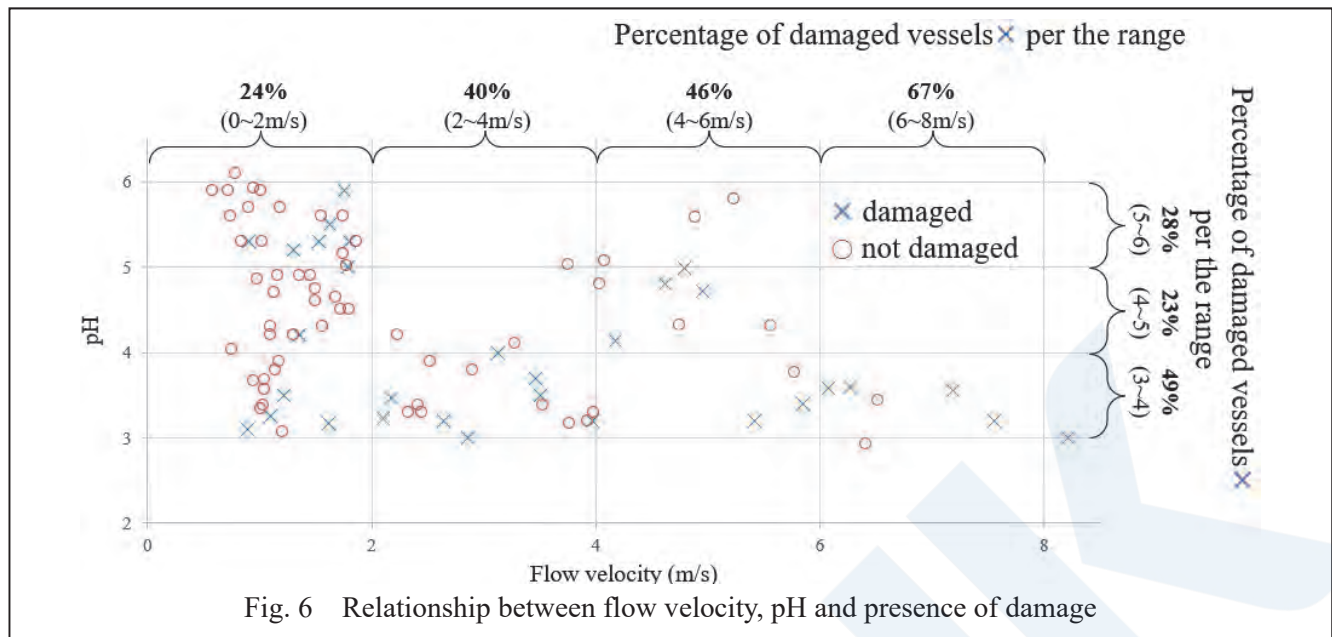 Percentage of damaged vessels × per the range
24%
(0~2m/s)
40%
(2~4m/s)
46%
(4~6m/s)
67%
(6~8m/s)
6
5
4
3
2
pH
× damaged
○ not damaged
28%
(5~6)
23%
(4~5)
49%
(3~4)
Percentage of damaged vessels ×
per the range
0
2
4
6
8
Flow velocity (m/s)
Fig. 6 Relationship between flow velocity, pH and presence of damage